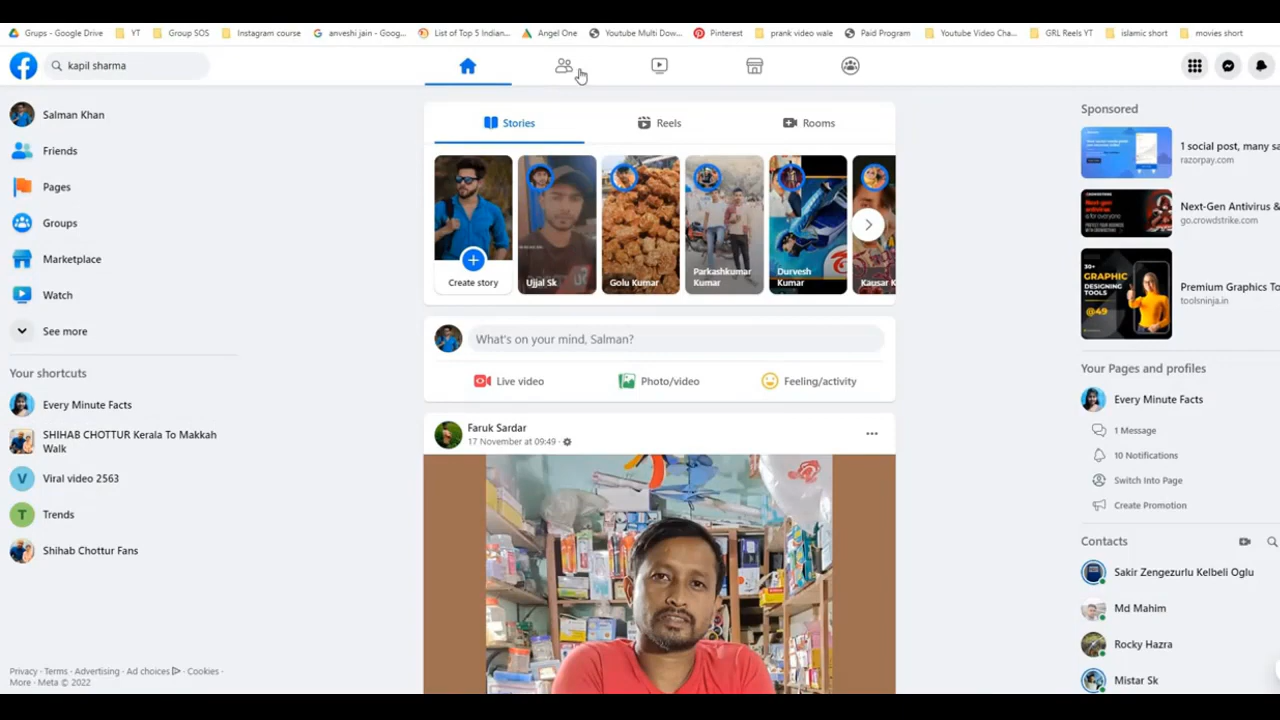 Grups - Google Drive
YT
Group SOS
Instagram course
anveshi jain - Goog...
List of Top 5 Indian...
Angel One
Youtube Multi Dow...
Pinterest
prank video wale
Paid Program
Youtube Video Cha...
GRL Reels YT
islamic short
movies short
kapil sharma
Salman Khan
Friends
Pages
Groups
Marketplace
Watch
See more
Your shortcuts
Every Minute Facts
SHIHAB CHOTTUR Kerala To Makkah
Walk
V
Viral video 2563
T
Trends
Shihab Chottur Fans
Privacy · Terms · Advertising · Ad choices · Cookies ·
More · Meta © 2022
Stories
Reels
Rooms
Create story
Ujjal Sk
Golu Kumar
Parkashkumar
Kumar
Durvesh
Kumar
Kausar K
What's on your mind, Salman?
Live video
Photo/video
Feeling/activity
Faruk Sardar
17 November at 09:49 ·
Sponsored
1 social post, many sa
razorpay.com
Next-Gen Antivirus &
go.crowdstrike.com
30+
GRAPHIC
DESIGNING
TOOLS
@49
Premium Graphics To
toolsninja.in
Your Pages and profiles
Every Minute Facts
1 Message
10 Notifications
Switch Into Page
Create Promotion
Contacts
Sakir Zengezurlu Kelbeli Oglu
Md Mahim
Rocky Hazra
Mistar Sk